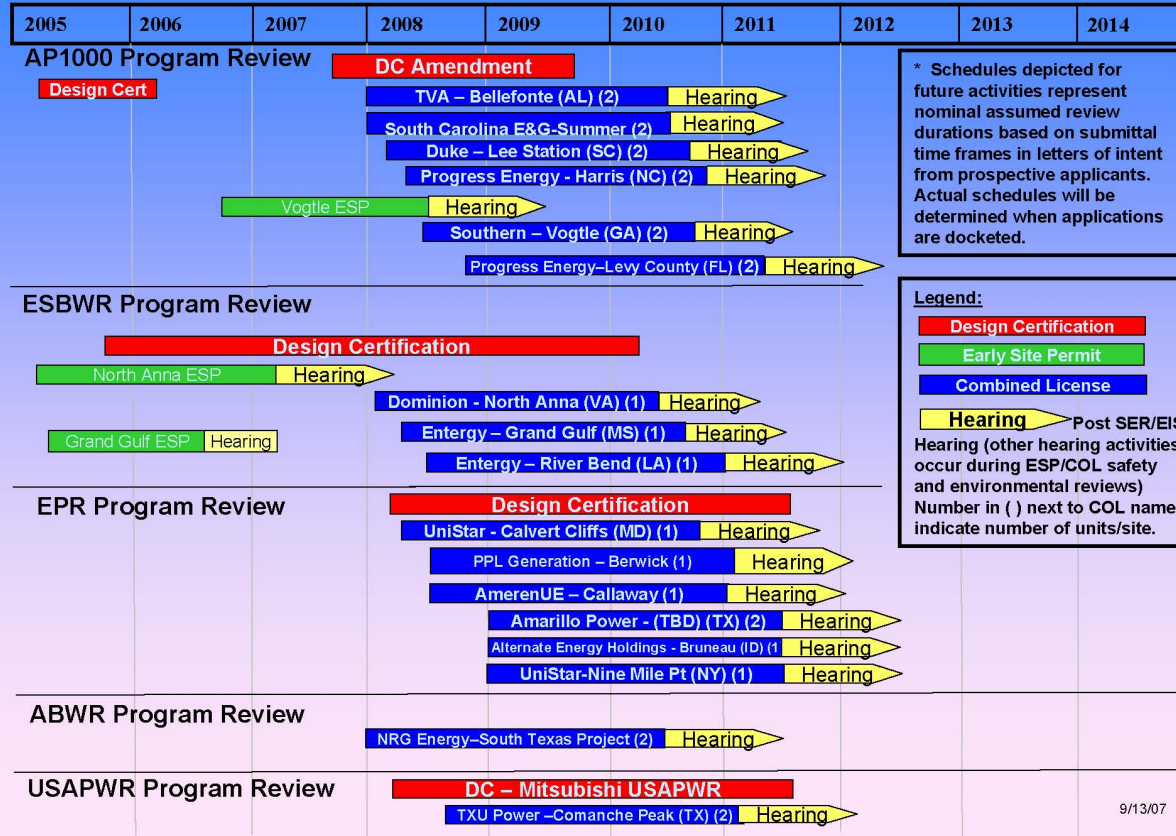 2005 2006 2007 2008 2009 2010 2011 2012 2013 2014
AP1000 Program Review
DC Amendment
Design Cert
TVA – Bellefonte (AL) (2) Hearing
South Carolina E&G-Summer (2) Hearing
Duke – Lee Station (SC) (2) Hearing
Progress Energy - Harris (NC) (2) Hearing
Vogtle ESP Hearing
Southern – Vogtle (GA) (2) Hearing
Progress Energy–Levy County (FL) (2) Hearing
* Schedules depicted for
future activities represent
nominal assumed review
durations based on submittal
time frames in letters of intent
from prospective applicants.
Actual schedules will be
determined when applications
are docketed.
ESBWR Program Review
Design Certification
North Anna ESP Hearing
Dominion - North Anna (VA) (1) Hearing
Entergy – Grand Gulf (MS) (1) Hearing
Grand Gulf ESP Hearing
Entergy – River Bend (LA) (1) Hearing
Legend:
Design Certification
Early Site Permit
Combined License
Hearing Post SER/EIS
Hearing (other hearing activities
occur during ESP/COL safety
and environmental reviews)
Number in ( ) next to COL name
indicate number of units/site.
EPR Program Review
Design Certification
UniStar - Calvert Cliffs (MD) (1) Hearing
PPL Generation – Berwick (1) Hearing
AmerenUE – Callaway (1) Hearing
Amarillo Power - (TBD) (TX) (2) Hearing
Alternate Energy Holdings - Bruneau (ID) (1 Hearing
UniStar-Nine Mile Pt (NY) (1) Hearing
ABWR Program Review
NRG Energy–South Texas Project (2) Hearing
USAPWR Program Review
DC – Mitsubishi USAPWR
TXU Power –Comanche Peak (TX) (2) Hearing
9/13/07